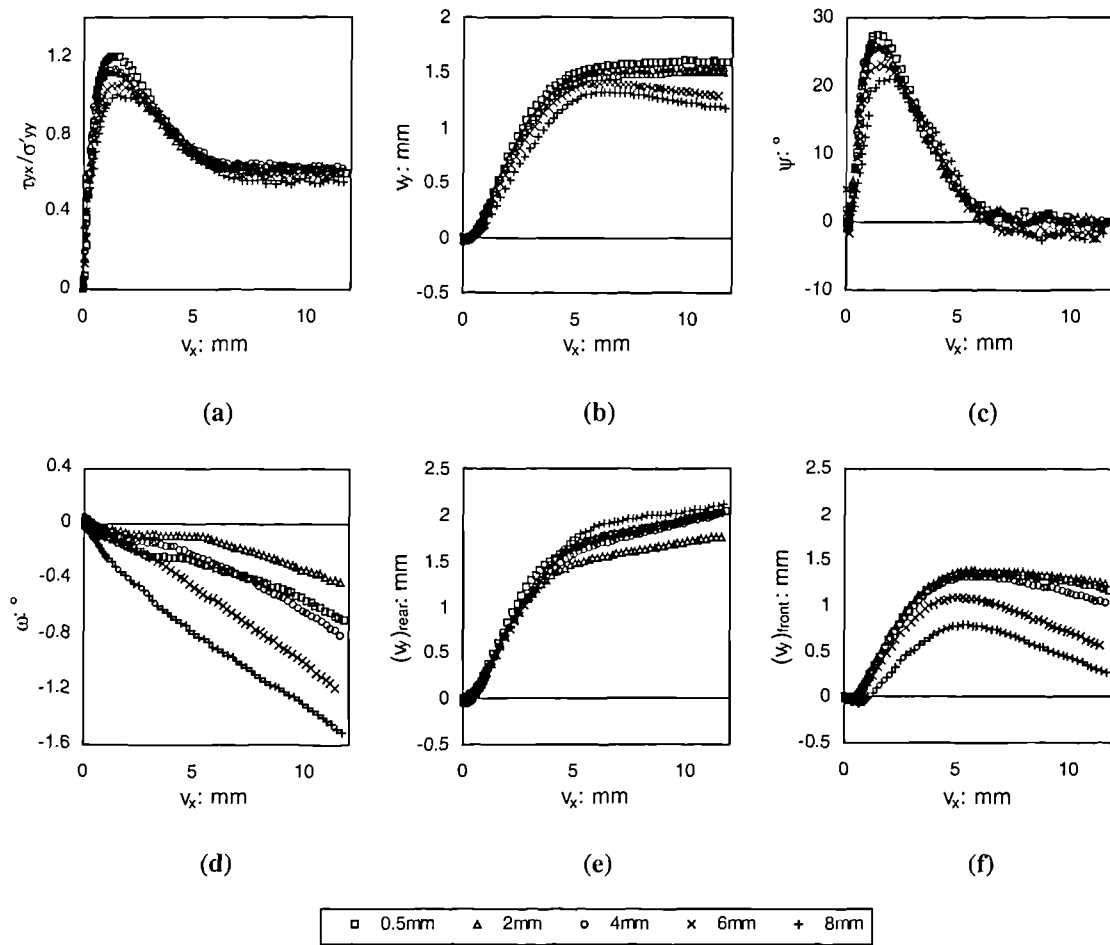 1.2
0.8
0.4
0
τyx/σ'yy
0 5 10
vx: mm
(a)
2
1.5
1
0.5
0
-0.5
vy: mm
0 5 10
vx: mm
(b)
30
20
10
0
-10
ψ:°
0 5 10
vx: mm
(c)
0.4
0
-0.4
-0.8
-1.2
-1.6
ω:°
0 5 10
vx: mm
(d)
2.5
2
1.5
1
0.5
0
-0.5
(vy)rear: mm
0 5 10
vx: mm
(e)
2.5
2
1.5
1
0.5
0
-0.5
(vy)front: mm
0 5 10
vx: mm
(f)
0.5mm 2mm 4mm 6mm 8mm